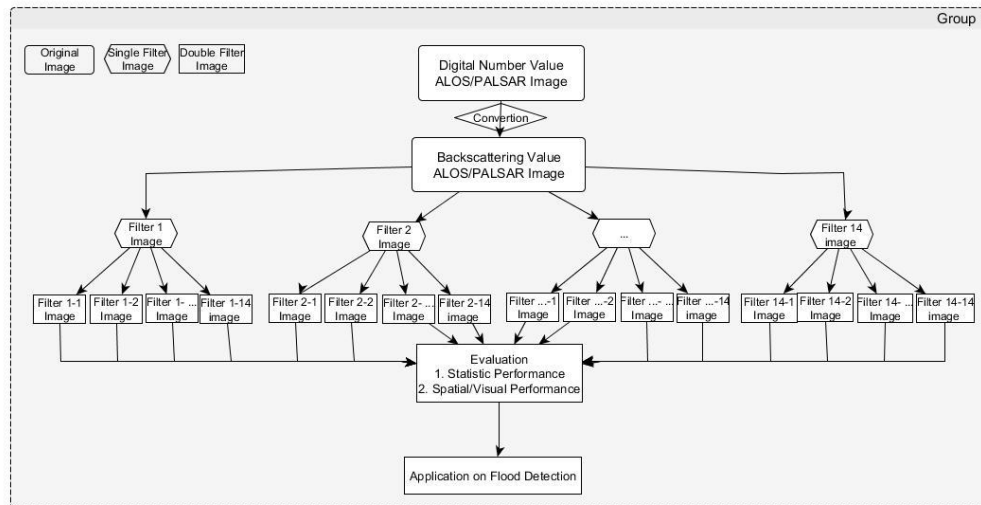 Group
Original
Image
Single Filter
Image
Double Filter
Image
Digital Number Value
ALOS/PALSAR Image
Convertion
Backscattering Value
ALOS/PALSAR Image
Filter 1
Image
Filter 2
Image
...
Filter 14
image
Filter 1-1
Image
Filter 1-2
Image
Filter 1- ...
Image
Filter 1-14
image
Filter 2-1
Image
Filter 2-2
Image
Filter 2- ...
Image
Filter 2-14
image
Filter ...-1
Image
Filter ...-2
Image
Filter ...- ...
Image
Filter ...-14
image
Filter 14-1
Image
Filter 14-2
Image
Filter 14- ...
Image
Filter 14-14
image
Evaluation
1. Statistic Performance
2. Spatial/Visual Performance
Application on Flood Detection